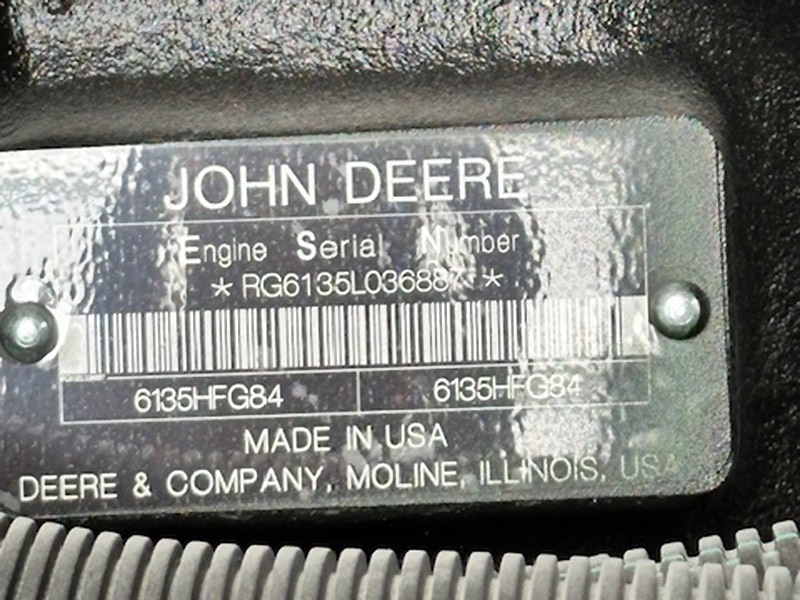 JOHN DEERE
Engine Serial Number
* RG6135L036887 *
6135HFG84 6135HFG84
MADE IN USA
DEERE & COMPANY, MOLINE, ILLINOIS, USA